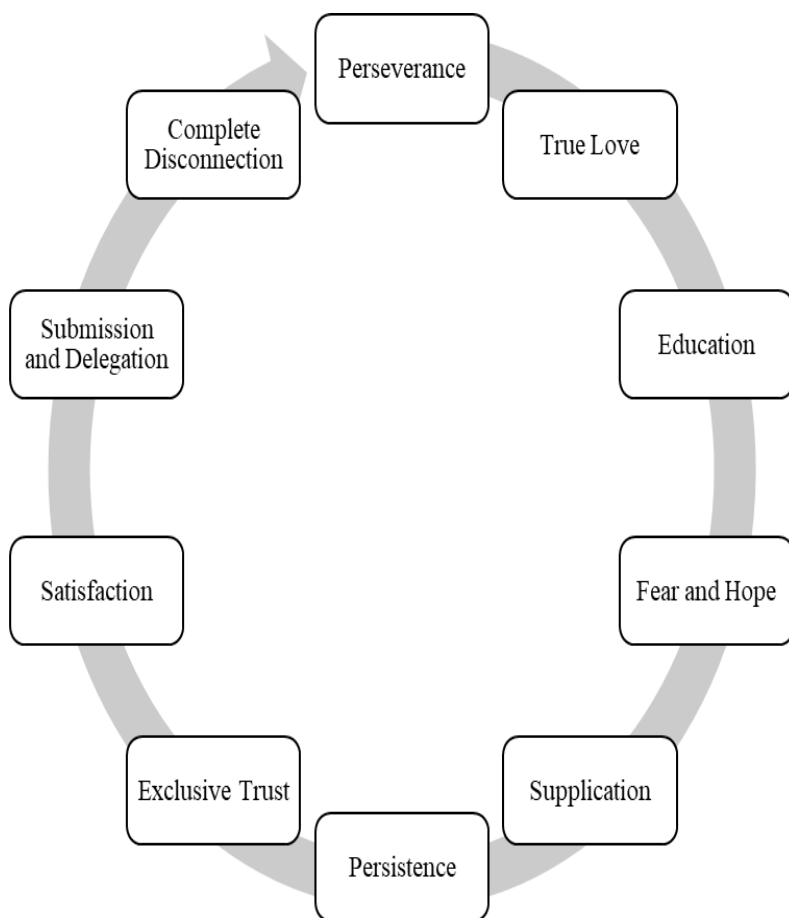 Perseverance
True Love
Education
Fear and Hope
Supplication
Persistence
Exclusive Trust
Satisfaction
Submission
and Delegation
Complete
Disconnection